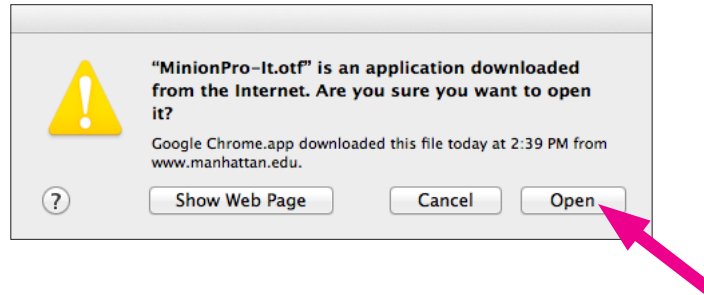 “MinionPro-It.otf” is an application downloaded
from the Internet. Are you sure you want to open
it?
Google Chrome.app downloaded this file today at 2:39 PM from
www.manhattan.edu.
?
Show Web Page
Cancel
Open